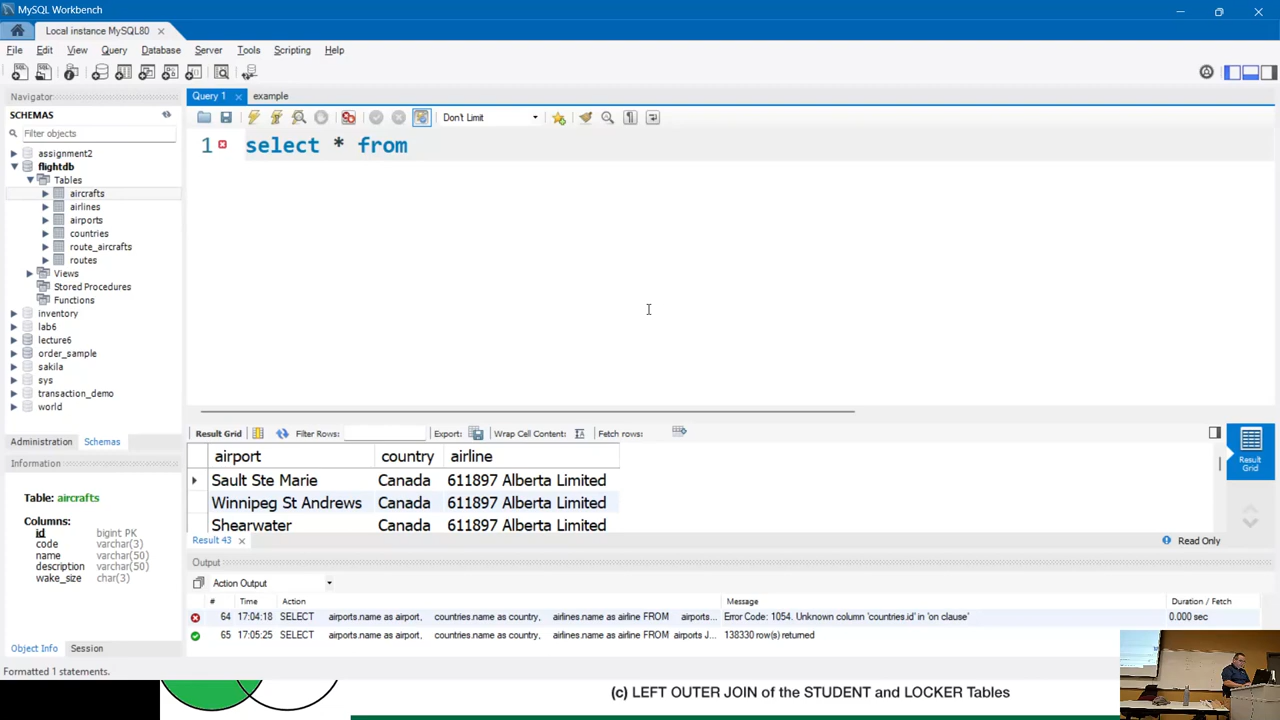 MySQL Workbench
Local instance MySQL80
File Edit View Query Database Server Tools Scripting Help
Navigator
SCHEMAS
Filter objects
assignment2
flightdb
Tables
aircrafts
airlines
airports
countries
route_aircrafts
routes
Views
Stored Procedures
Functions
inventory
lab6
lecture6
order_sample
sakila
sys
transaction_demo
world
Administration Schemas
Information
Table: aircrafts
Columns:
id bigint PK
code varchar(3)
name varchar(50)
description varchar(50)
wake_size char(3)
Object Info Session
Formatted 1 statements.
Query 1 example
Don't Limit
1 select * from
Result Grid Filter Rows: Export: Wrap Cell Content: Fetch rows:
airport country airline
Sault Ste Marie Canada 611897 Alberta Limited
Winnipeg St Andrews Canada 611897 Alberta Limited
Shearwater Canada 611897 Alberta Limited
Result Grid
Result 43 Read Only
Output
Action Output
# Time Action Message Duration / Fetch
64 17:04:18 SELECT airports.name as airport, countries.name as country, airlines.name as airline FROM airports... Error Code: 1054. Unknown column 'countries.id' in 'on clause' 0.000 sec
65 17:05:25 SELECT airports.name as airport, countries.name as country, airlines.name as airline FROM airports J... 138330 row(s) returned
(c) LEFT OUTER JOIN of the STUDENT and LOCKER Tables